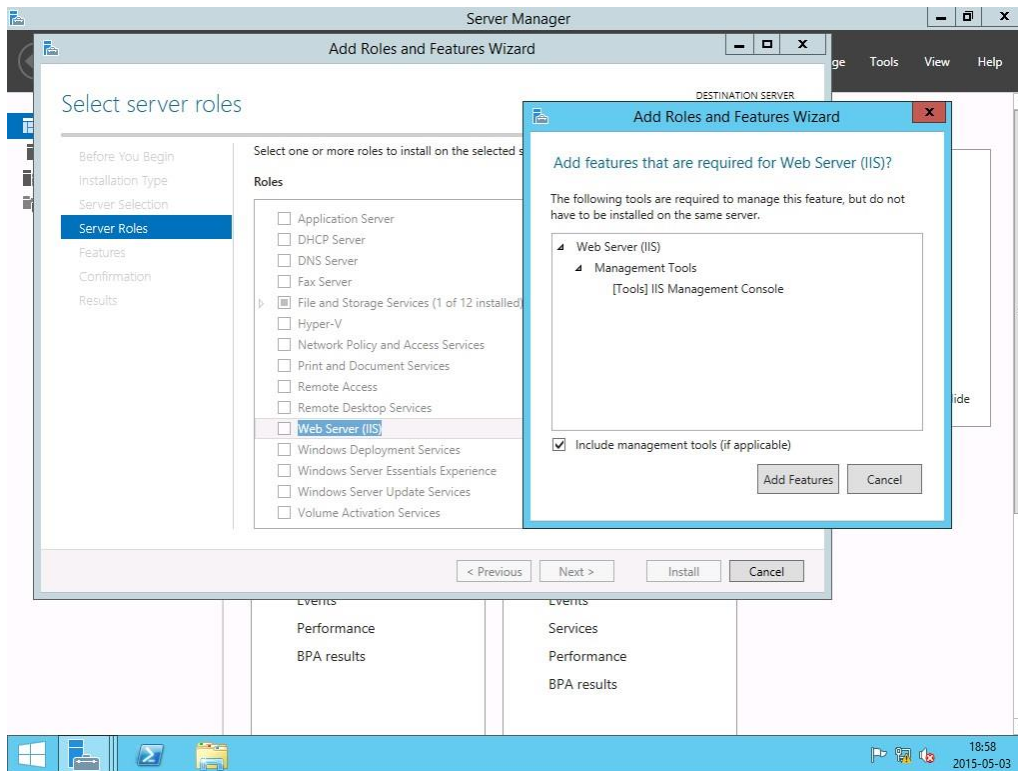 Server Manager
Tools View Help
Add Roles and Features Wizard
Select server roles
DESTINATION SERVER
Before You Begin
Installation Type
Server Selection
Server Roles
Features
Confirmation
Results
Select one or more roles to install on the selected
Roles
Application Server
DHCP Server
DNS Server
Fax Server
File and Storage Services (1 of 12 installed)
Hyper-V
Network Policy and Access Services
Print and Document Services
Remote Access
Remote Desktop Services
Web Server (IIS)
Windows Deployment Services
Windows Server Essentials Experience
Windows Server Update Services
Volume Activation Services
< Previous
Next >
Install
Cancel
Add Roles and Features Wizard
Add features that are required for Web Server (IIS)?
The following tools are required to manage this feature, but do not
have to be installed on the same server.
Web Server (IIS)
Management Tools
[Tools] IIS Management Console
Include management tools (if applicable)
Add Features
Cancel
Events
Performance
BPA results
Events
Services
Performance
BPA results
18:58
2015-05-03